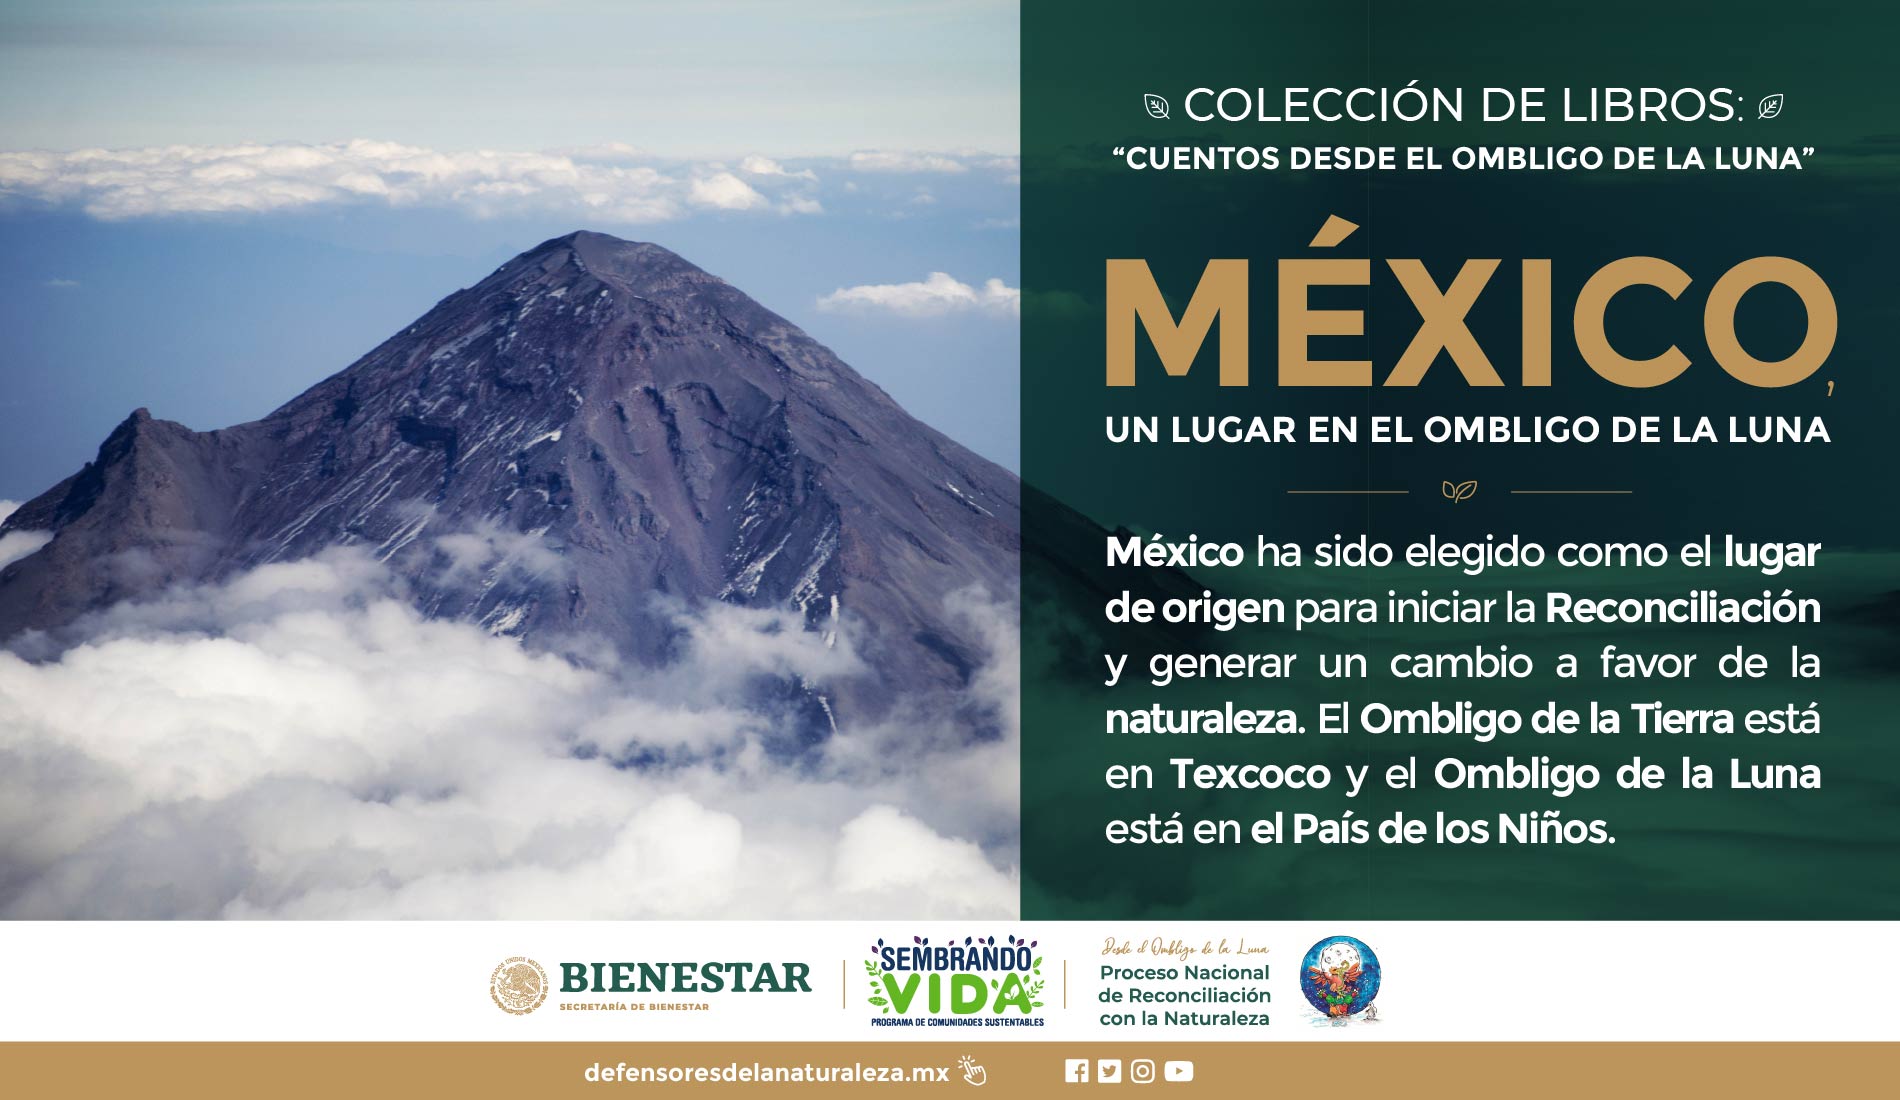 COLECCIÓN DE LIBROS:
“CUENTOS DESDE EL OMBLIGO DE LA LUNA”
MÉXICO,
UN LUGAR EN EL OMBLIGO DE LA LUNA
México ha sido elegido como el lugar
de origen para iniciar la Reconciliación
y generar un cambio a favor de la
naturaleza. El Ombligo de la Tierra está
en Texcoco y el Ombligo de la Luna
está en el País de los Niños.
ESTADOS UNIDOS MEXICANOS
BIENESTAR
SECRETARÍA DE BIENESTAR
SEMBRANDO
VIDA
PROGRAMA DE COMUNIDADES SUSTENTABLES
Desde el Ombligo de la Luna
Proceso Nacional
de Reconciliación
con la Naturaleza
defensoresdelanaturaleza.mx